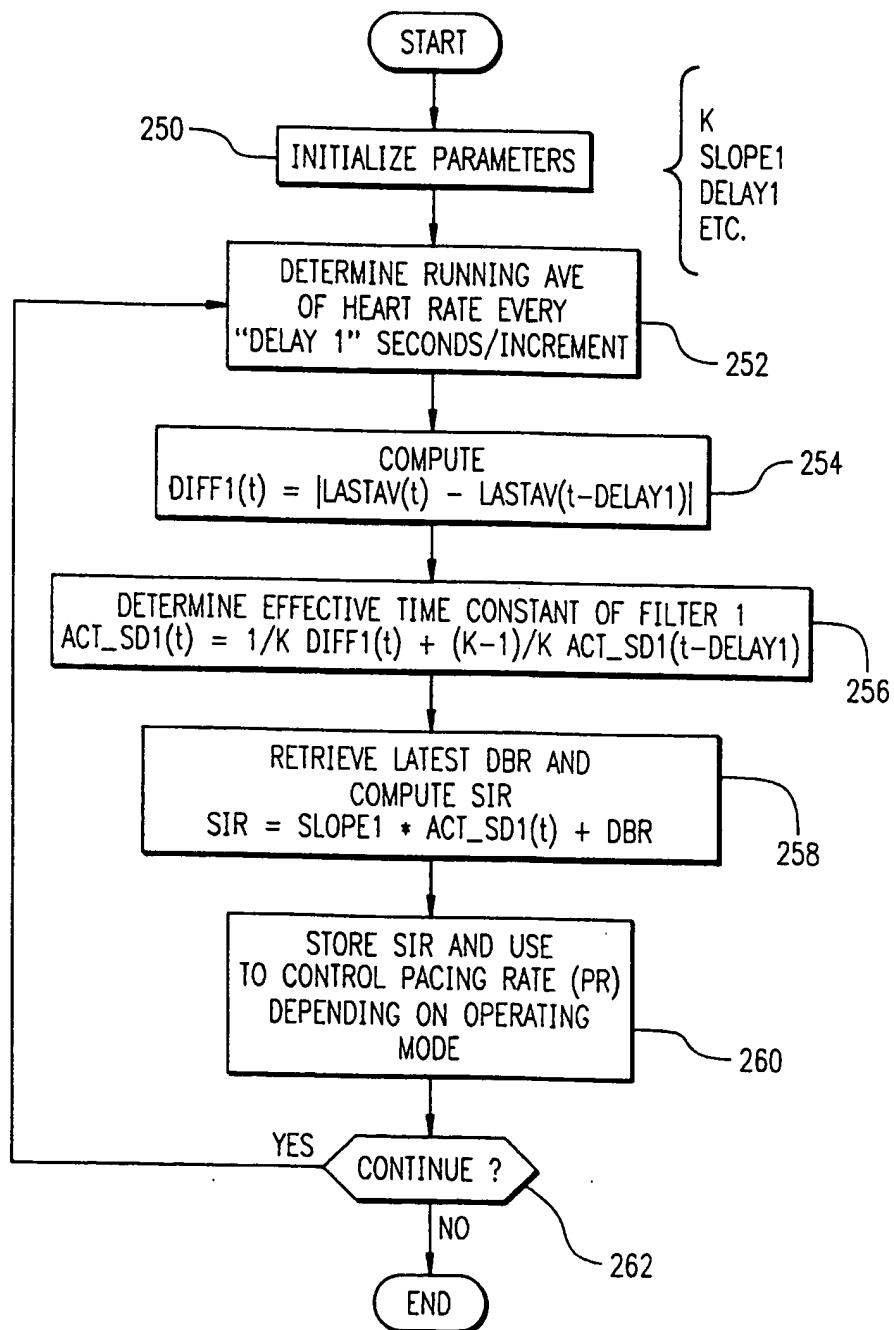 START
250
INITIALIZE PARAMETERS
K
SLOPE1
DELAY1
ETC.
DETERMINE RUNNING AVE
OF HEART RATE EVERY
“DELAY 1” SECONDS/INCREMENT
252
COMPUTE
DIFF1(t) = |LASTAV(t) – LASTAV(t–DELAY1)|
254
DETERMINE EFFECTIVE TIME CONSTANT OF FILTER 1
ACT_SD1(t) = 1/K DIFF1(t) + (K–1)/K ACT_SD1(t–DELAY1)
256
RETRIEVE LATEST DBR AND
COMPUTE SIR
SIR = SLOPE1 * ACT_SD1(t) + DBR
258
STORE SIR AND USE
TO CONTROL PACING RATE (PR)
DEPENDING ON OPERATING
MODE
260
YES
CONTINUE ?
262
NO
END